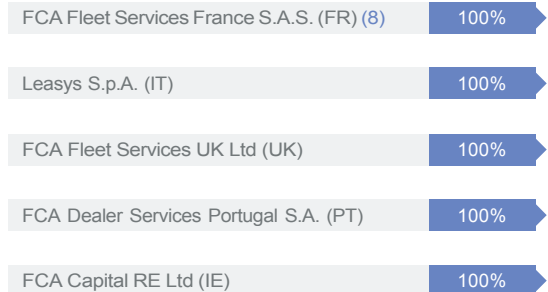 FCA Fleet Services France S.A.S. (FR) (8) 100%
Leasys S.p.A. (IT) 100%
FCA Fleet Services UK Ltd (UK) 100%
FCA Dealer Services Portugal S.A. (PT) 100%
FCA Capital RE Ltd (IE) 100%